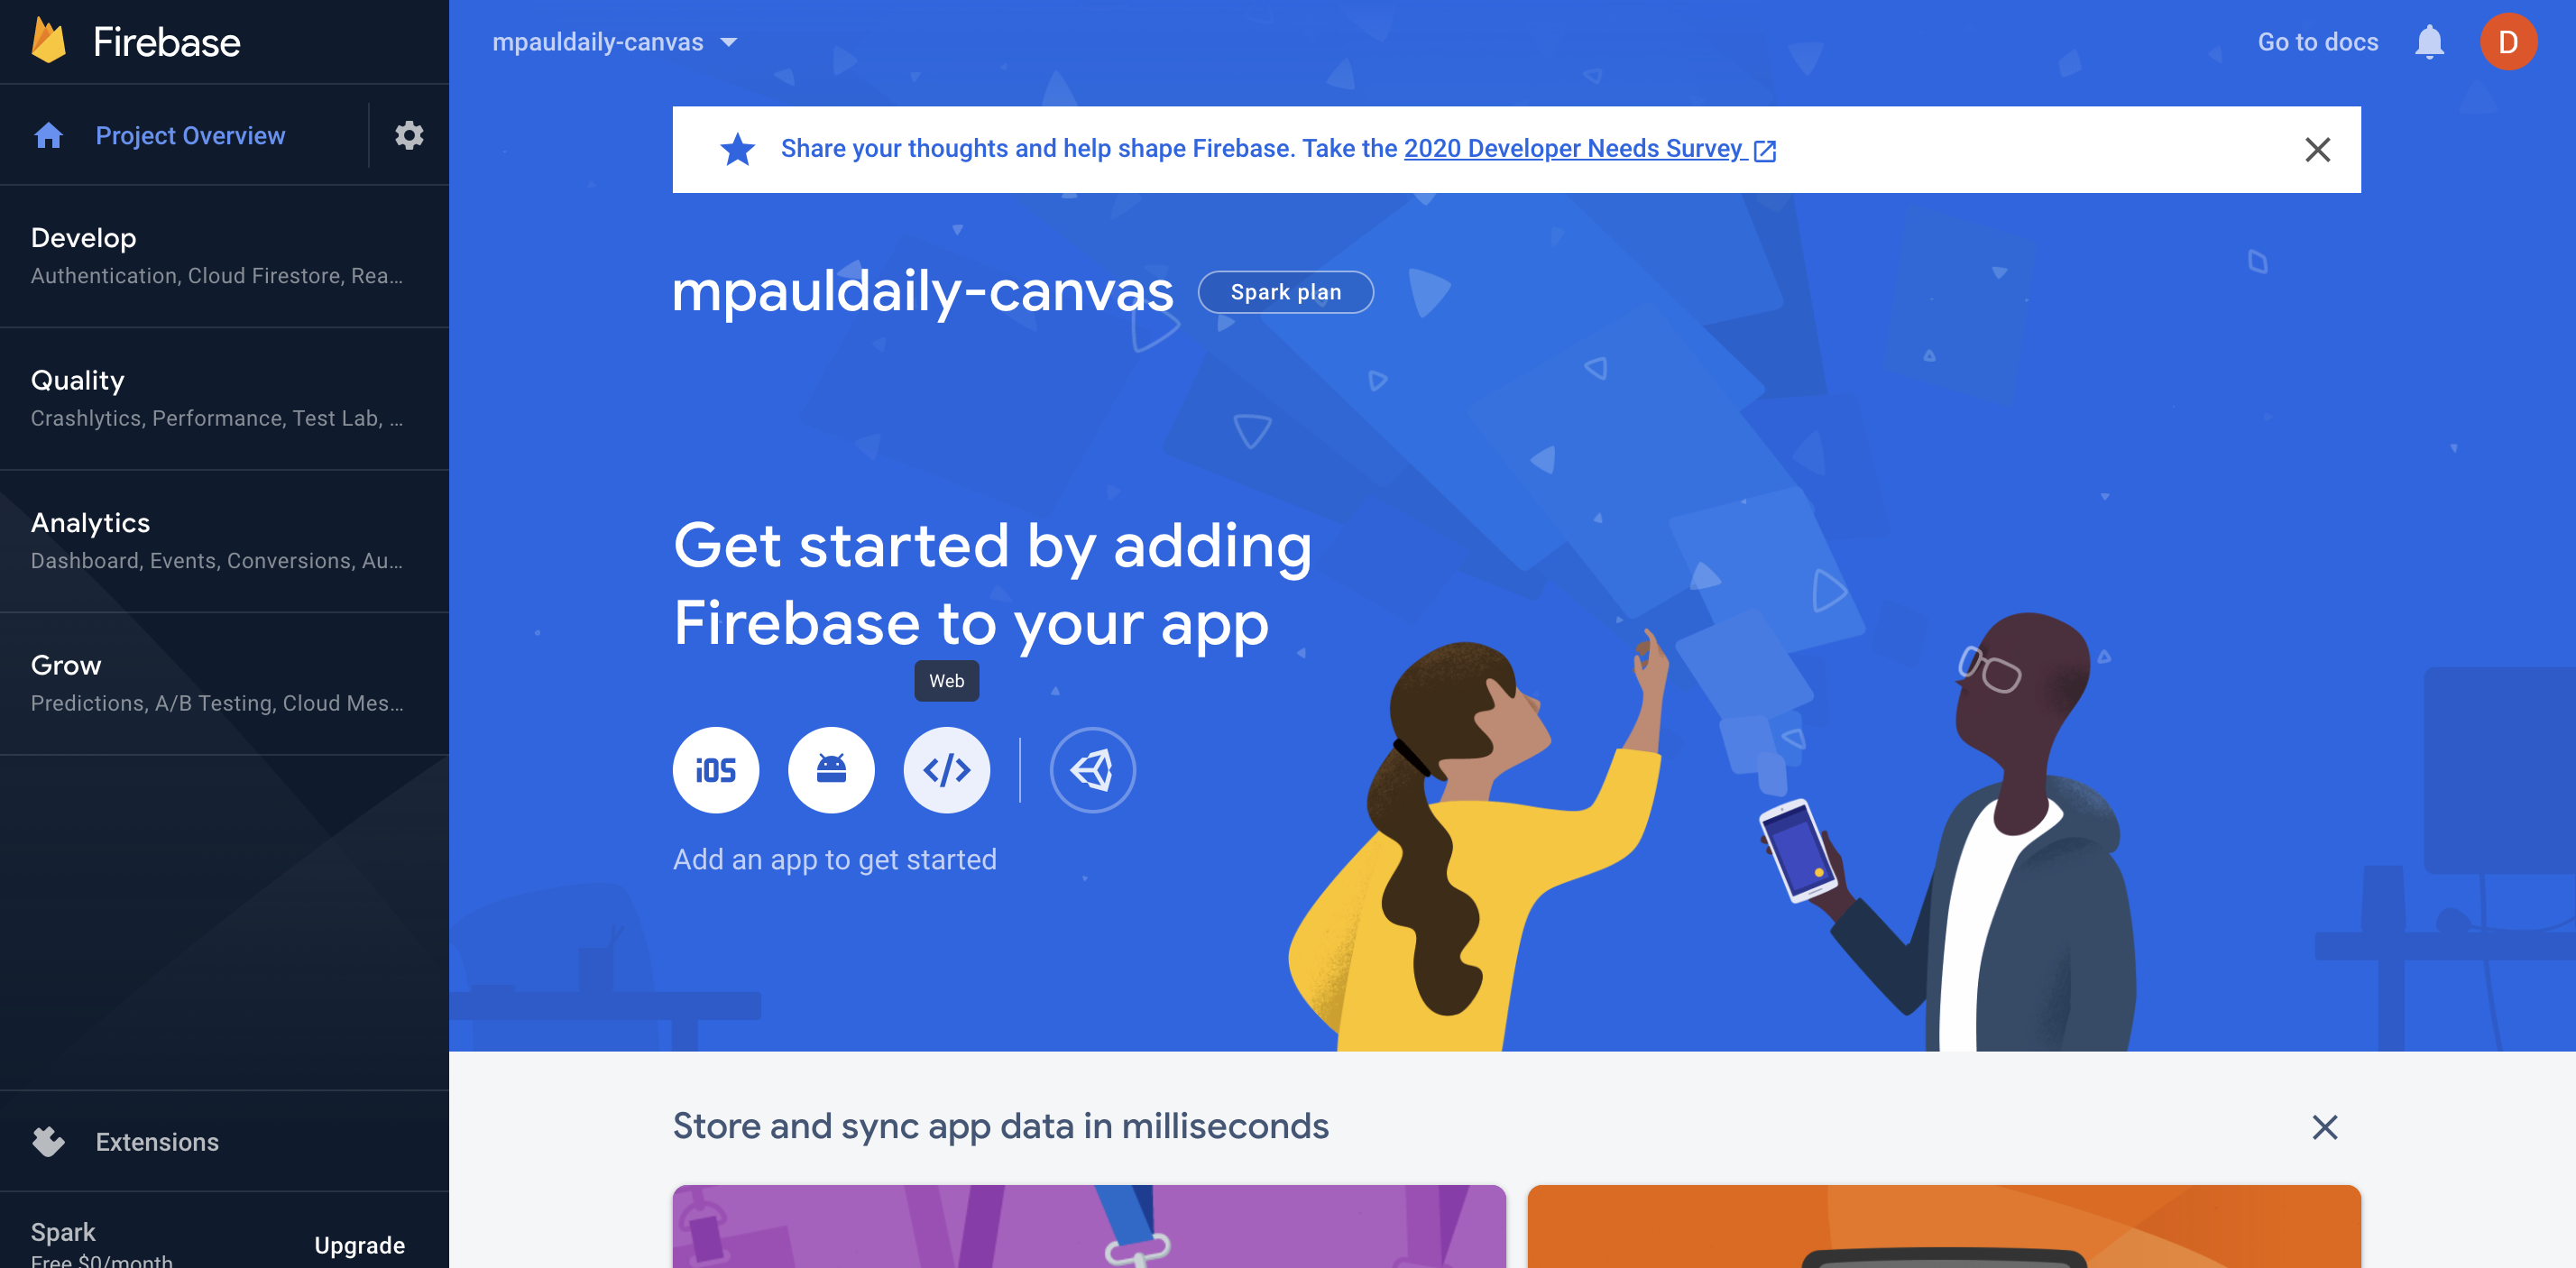 Firebase
Project Overview
Develop
Authentication, Cloud Firestore, Rea...
Quality
Crashlytics, Performance, Test Lab, ...
Analytics
Dashboard, Events, Conversions, Au...
Grow
Predictions, A/B Testing, Cloud Mes...
Extensions
Spark
Free $0/month
Upgrade
mpauldaily-canvas
Go to docs
D
Share your thoughts and help shape Firebase. Take the 2020 Developer Needs Survey
mpauldaily-canvas
Spark plan
Get started by adding
Firebase to your app
Web
iOS
Add an app to get started
Store and sync app data in milliseconds